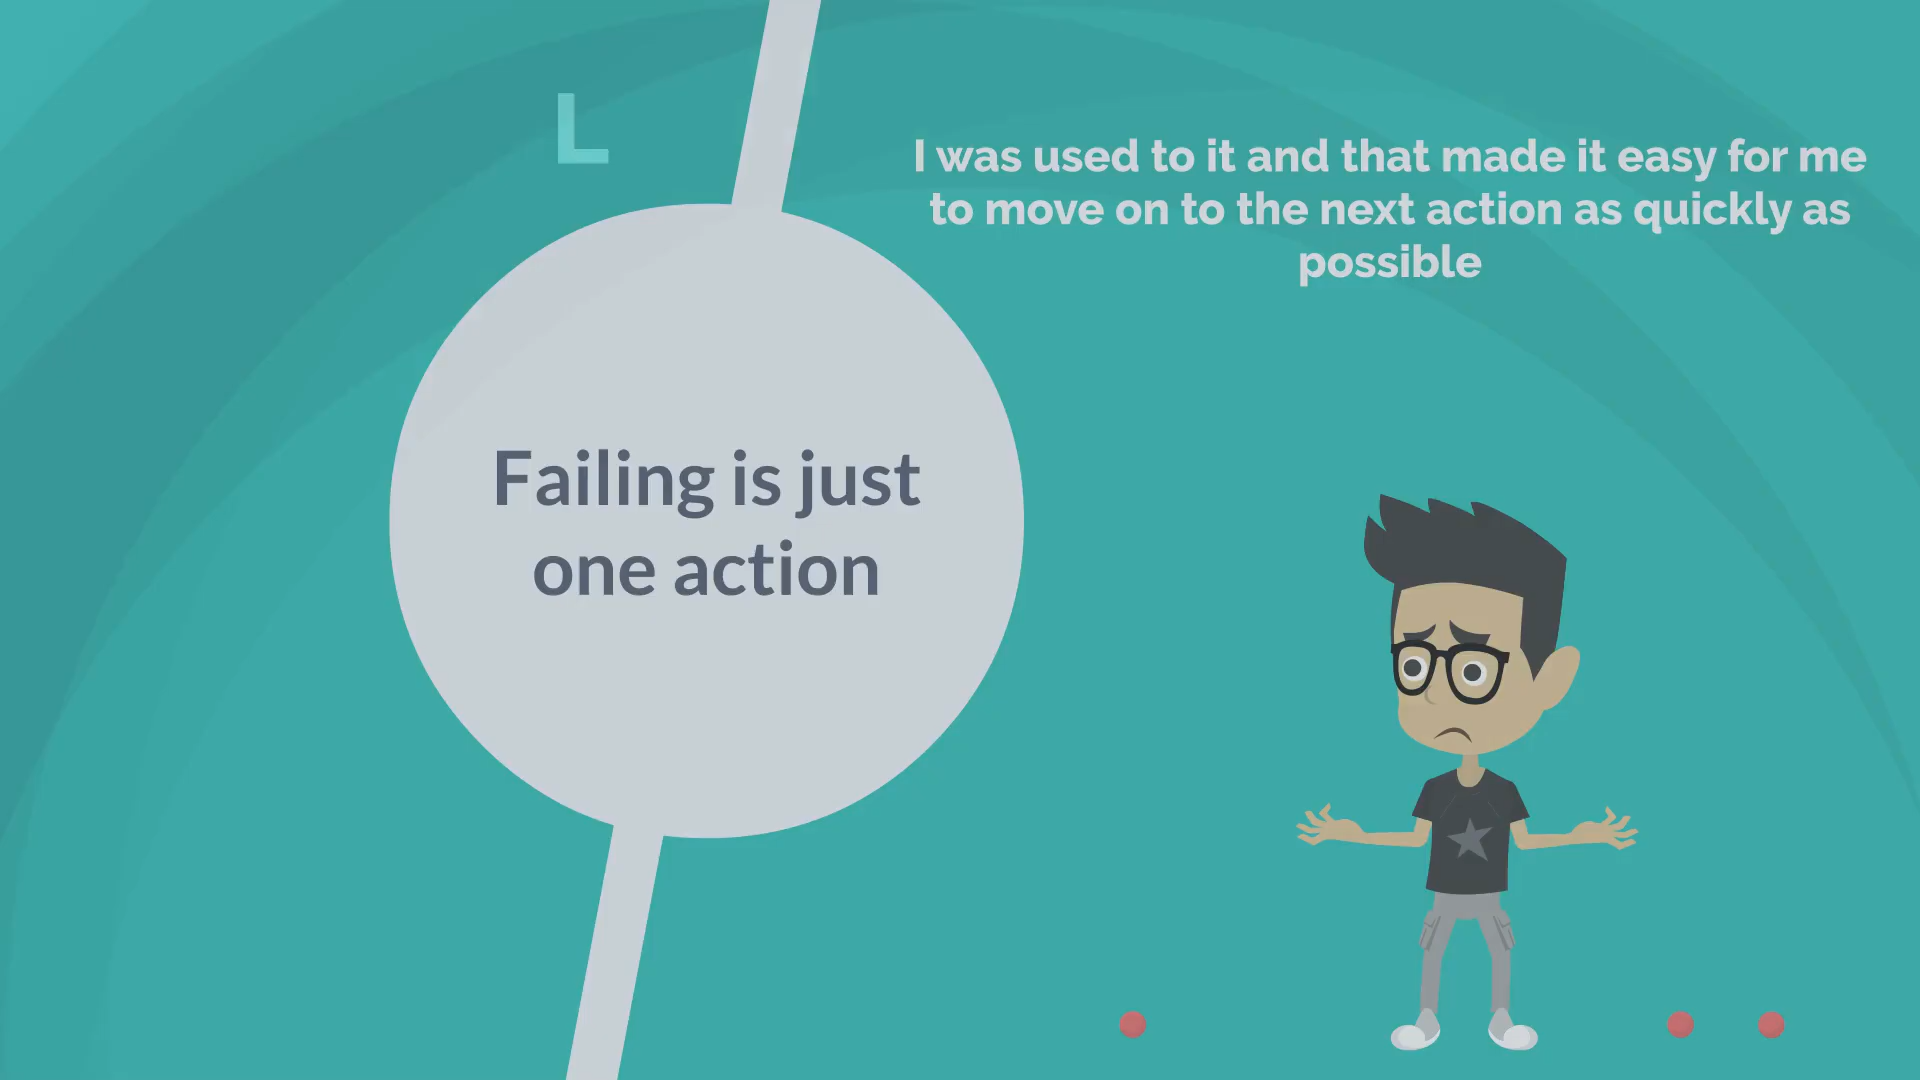 L
I was used to it and that made it easy for me
to move on to the next action as quickly as
possible
Failing is just
one action